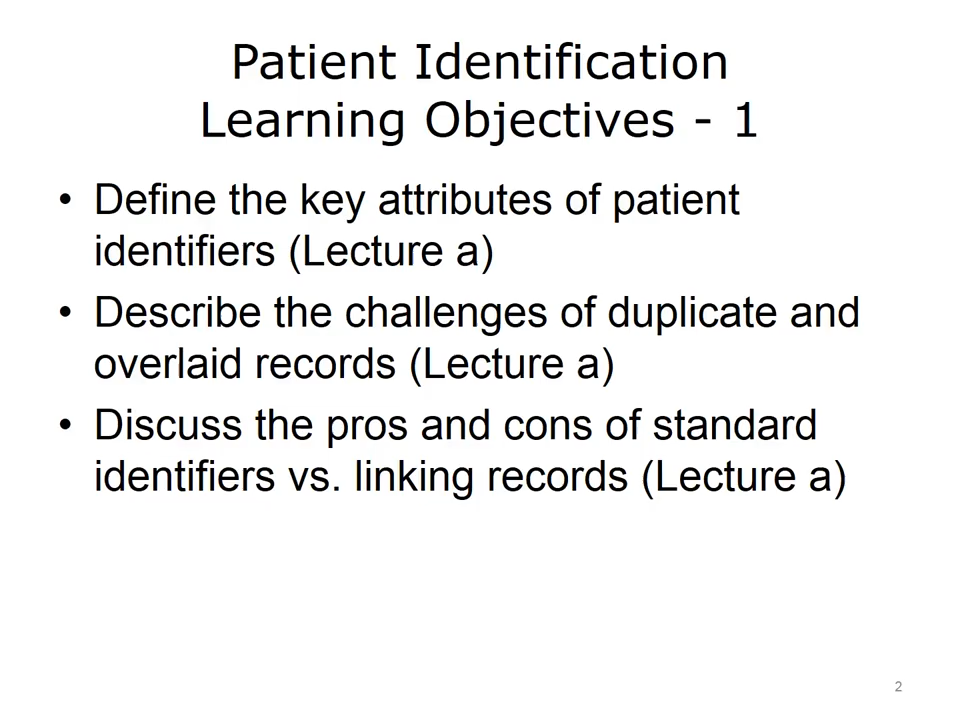 Patient Identification
Learning Objectives - 1
• Define the key attributes of patient
identifiers (Lecture a)
• Describe the challenges of duplicate and
overlaid records (Lecture a)
• Discuss the pros and cons of standard
identifiers vs. linking records (Lecture a)
2